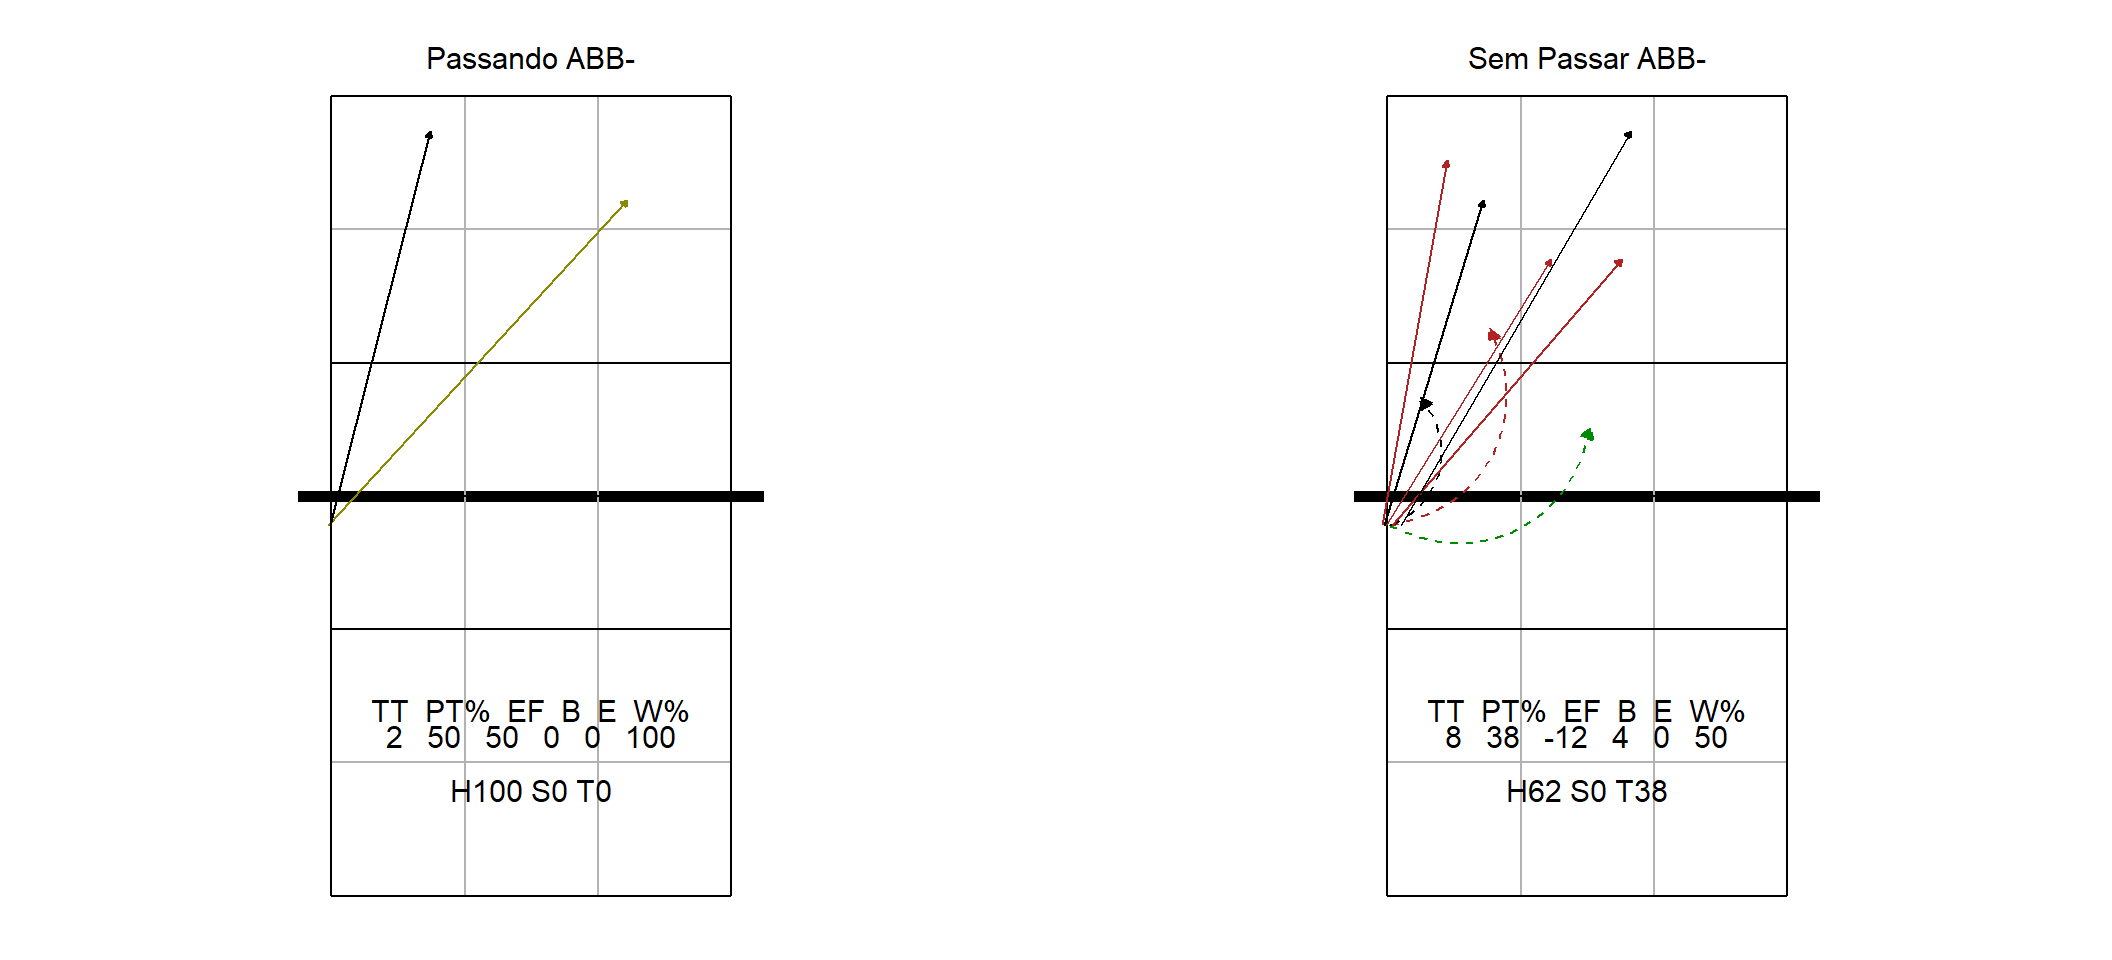 Passando ABB-
TT PT% EF B E W%
2 50 50 0 0 100
H100 S0 T0
Sem Passar ABB-
TT PT% EF B E W%
8 38 -12 4 0 50
H62 S0 T38